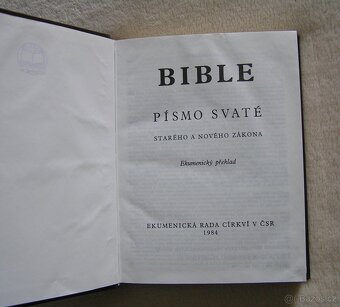 BIBLE
PÍSMO SVATÉ
STARÉHO A NOVÉHO ZÁKONA
Ekumenický překlad
EKUMENICKÁ RADA CÍRKVÍ V ČSR
1984